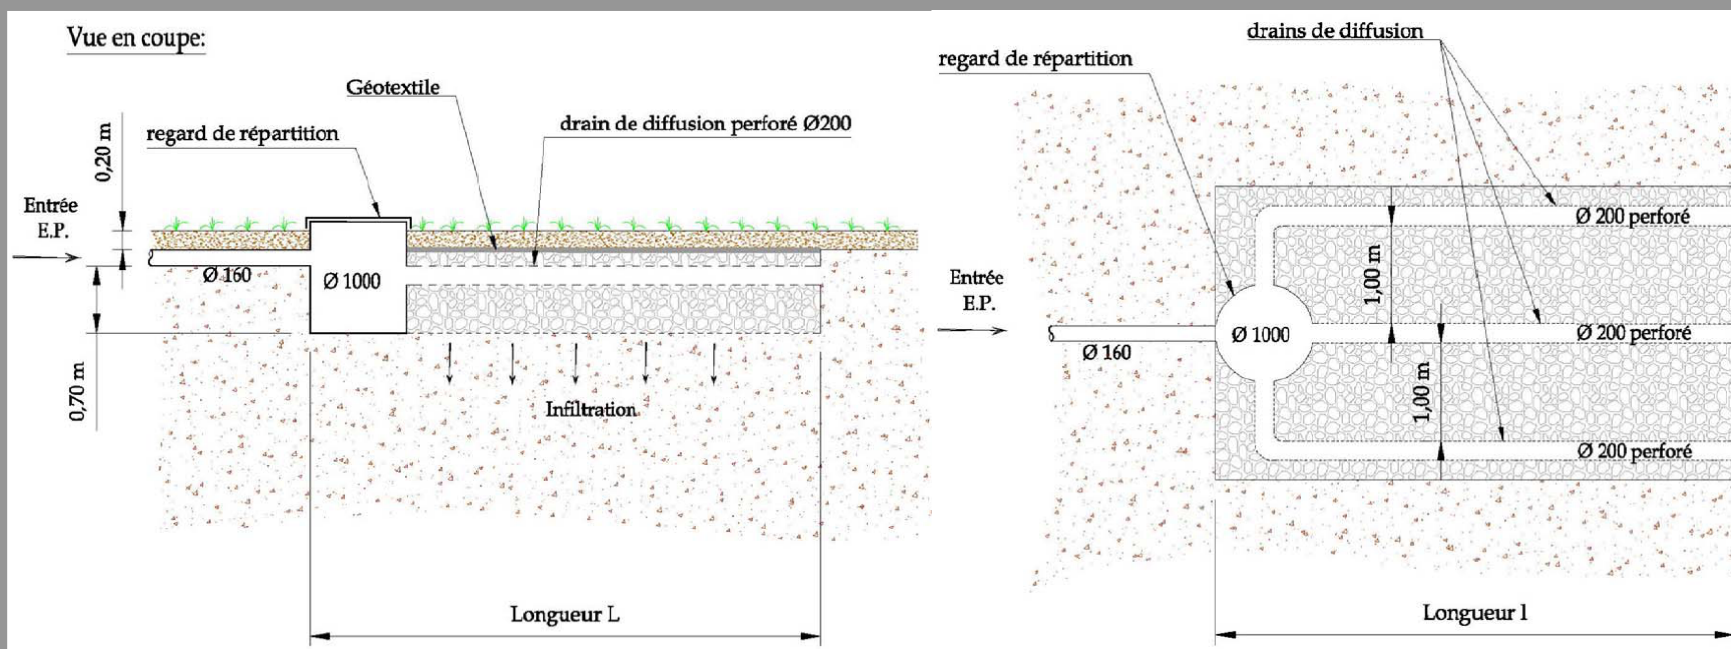 Vue en coupe:
Géotextile
regard de répartition
drain de diffusion perforé Ø200
0,20 m
Entrée
E.P.
Ø 160
Ø 1000
0,70 m
Infiltration
Longueur L
drains de diffusion
regard de répartition
Ø 200 perforé
1,00 m
Entrée
E.P.
Ø 160
Ø 1000
Ø 200 perforé
1,00 m
Ø 200 perforé
Longueur l